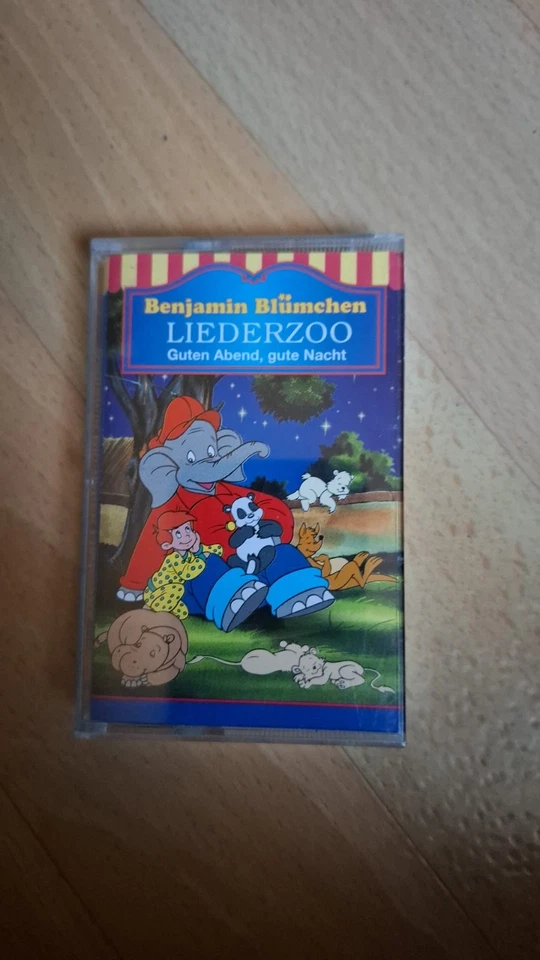 Benjamin Blümchen
LIEDERZOO
Guten Abend, gute Nacht